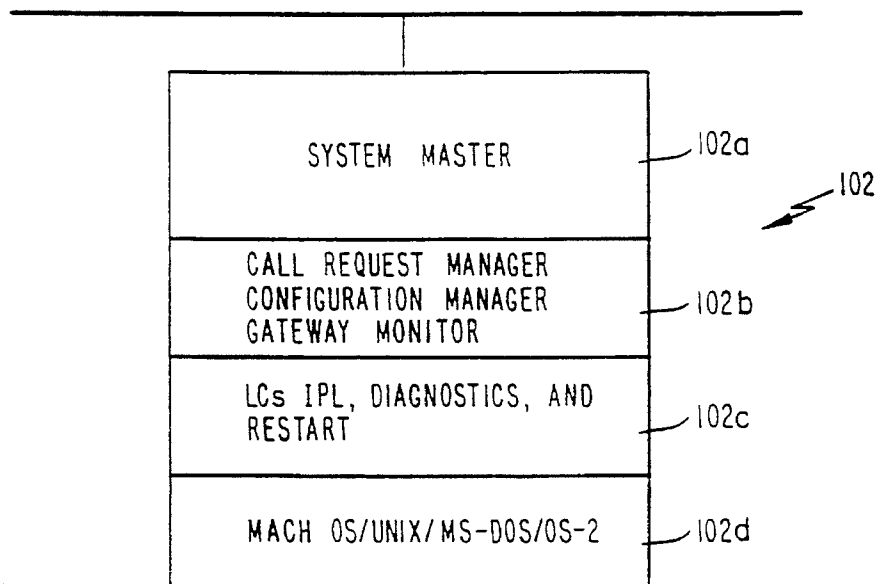 SYSTEM MASTER
102a
102
CALL REQUEST MANAGER
CONFIGURATION MANAGER
GATEWAY MONITOR
102b
LCs IPL, DIAGNOSTICS, AND
RESTART
102c
MACH OS/UNIX/MS-DOS/OS-2
102d